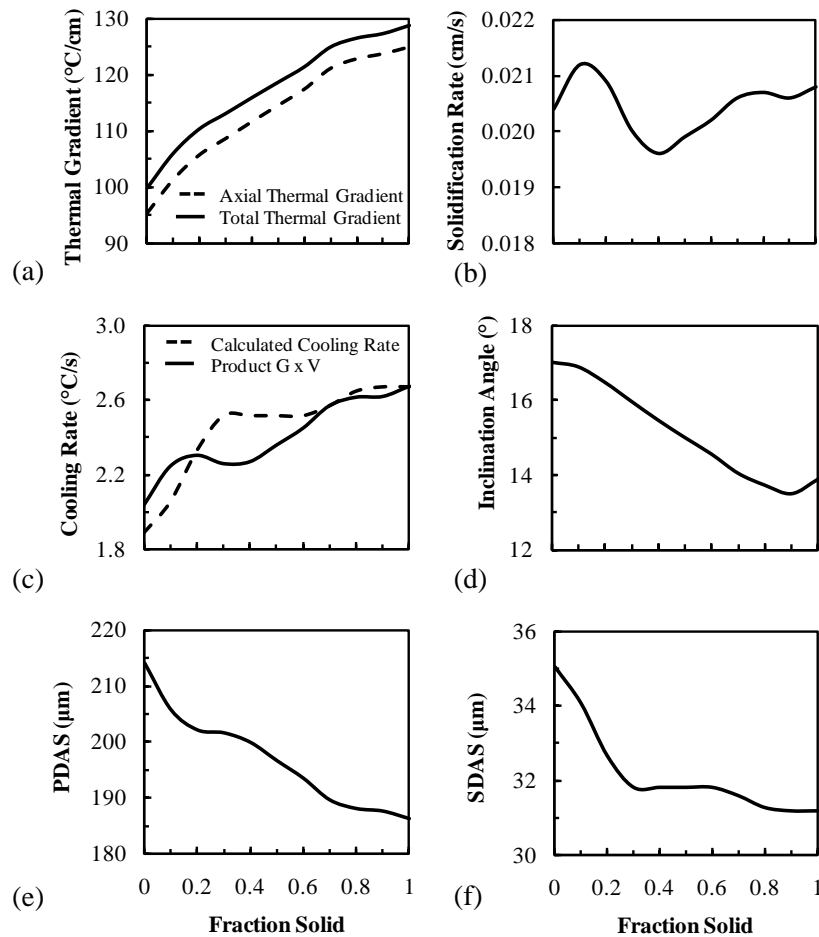 Thermal Gradient (°C/cm)
130
120
110
100
90
Axial Thermal Gradient
Total Thermal Gradient
(a)
Solidification Rate (cm/s)
0.022
0.021
0.020
0.019
0.018
(b)
Cooling Rate (°C/s)
3.0
2.6
2.2
1.8
Calculated Cooling Rate
Product G x V
(c)
Inclination Angle (°)
18
16
14
12
(d)
PDAS (µm)
220
210
200
190
180
0 0.2 0.4 0.6 0.8 1
Fraction Solid
(e)
SDAS (µm)
36
34
32
30
0 0.2 0.4 0.6 0.8 1
Fraction Solid
(f)